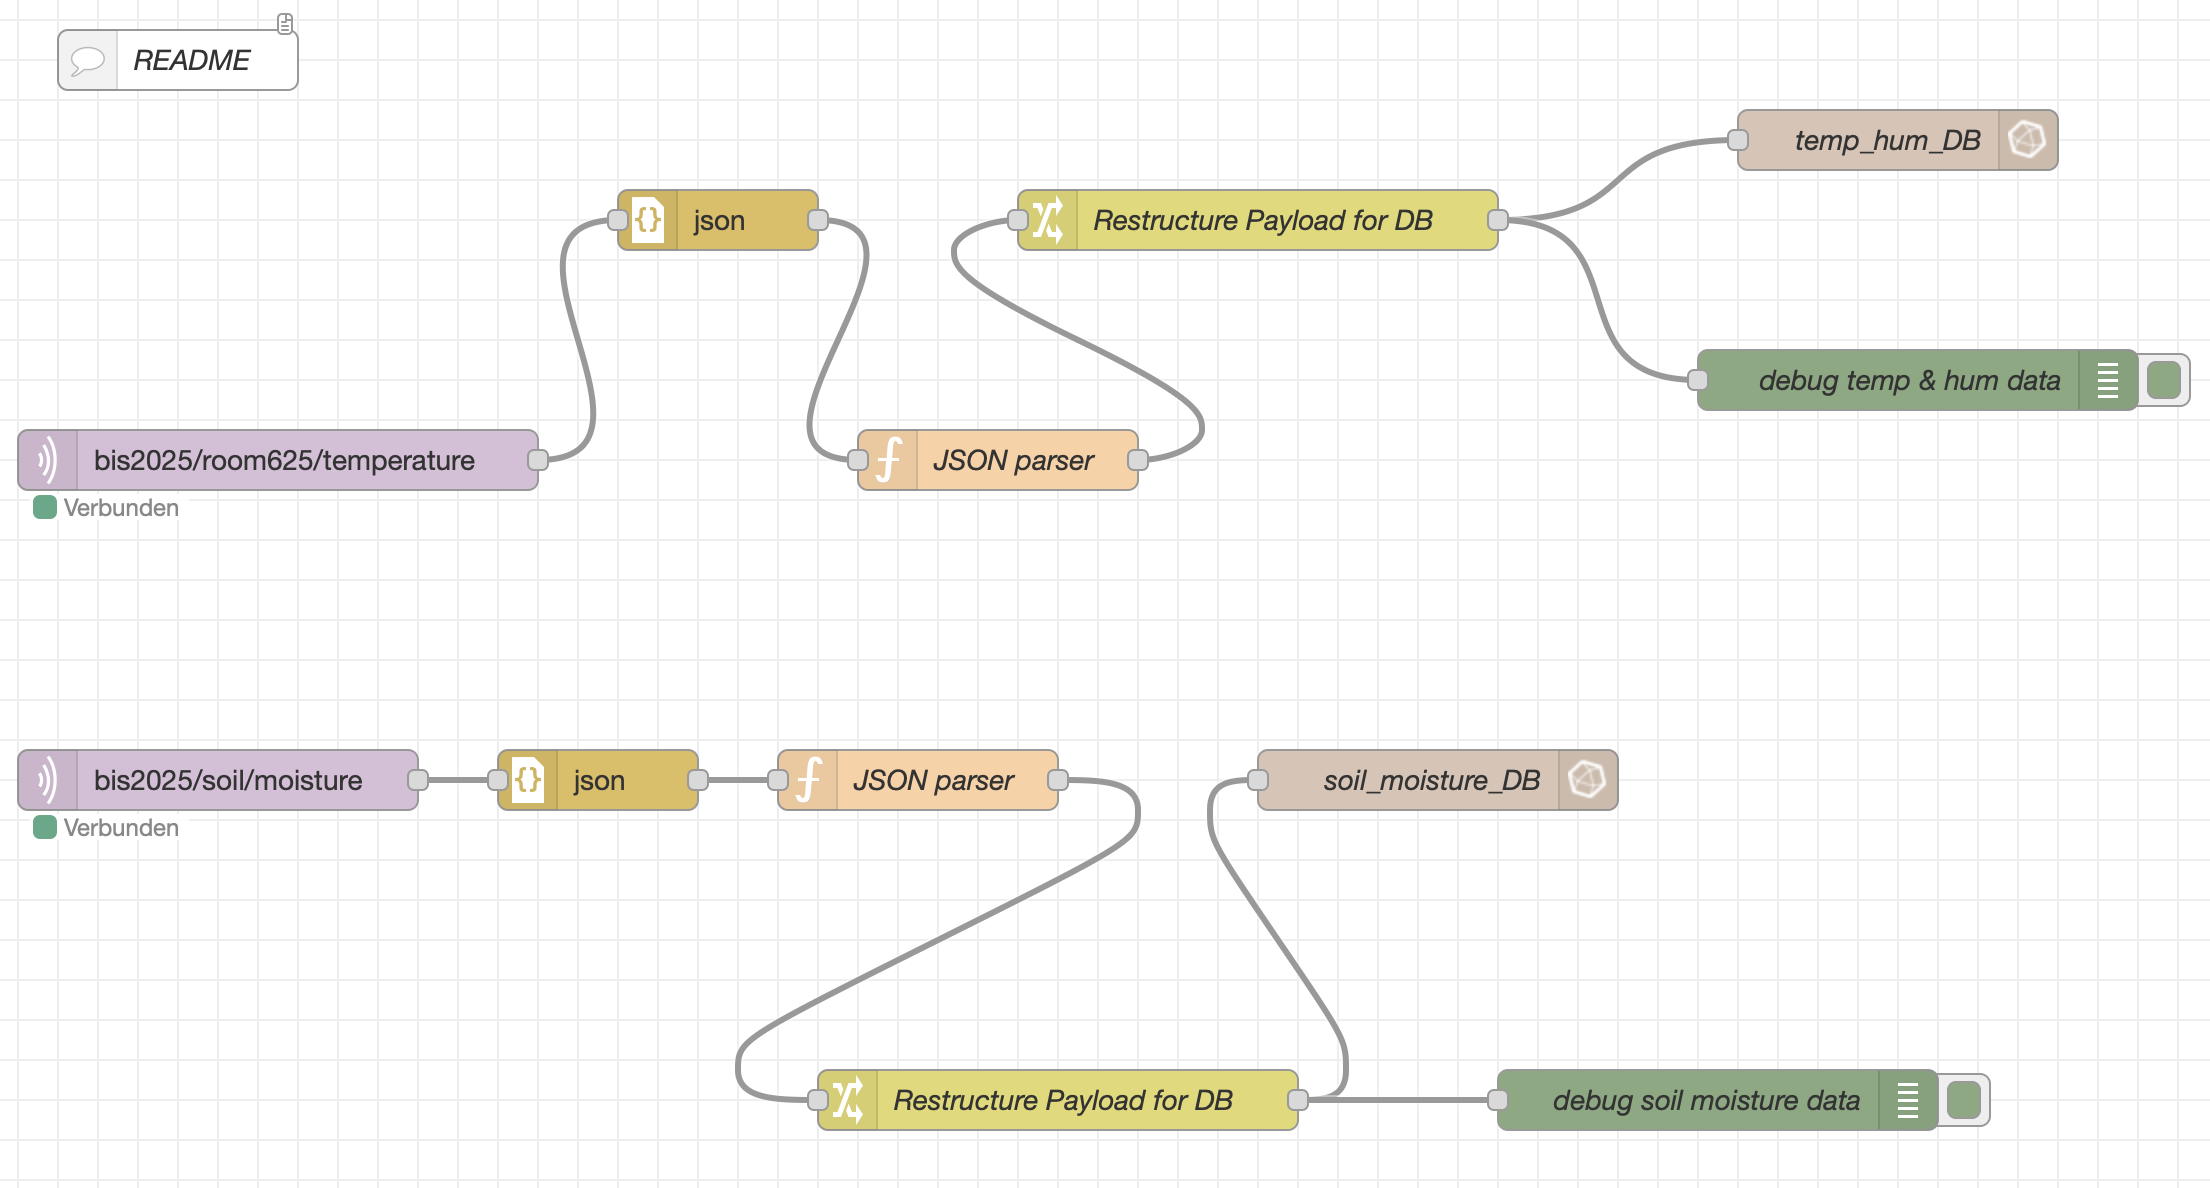 README
temp_hum_DB
{} json
Restructure Payload for DB
debug temp & hum data
bis2025/room625/temperature
JSON parser
Verbunden
bis2025/soil/moisture
{} json
JSON parser
soil_moisture_DB
Verbunden
Restructure Payload for DB
debug soil moisture data